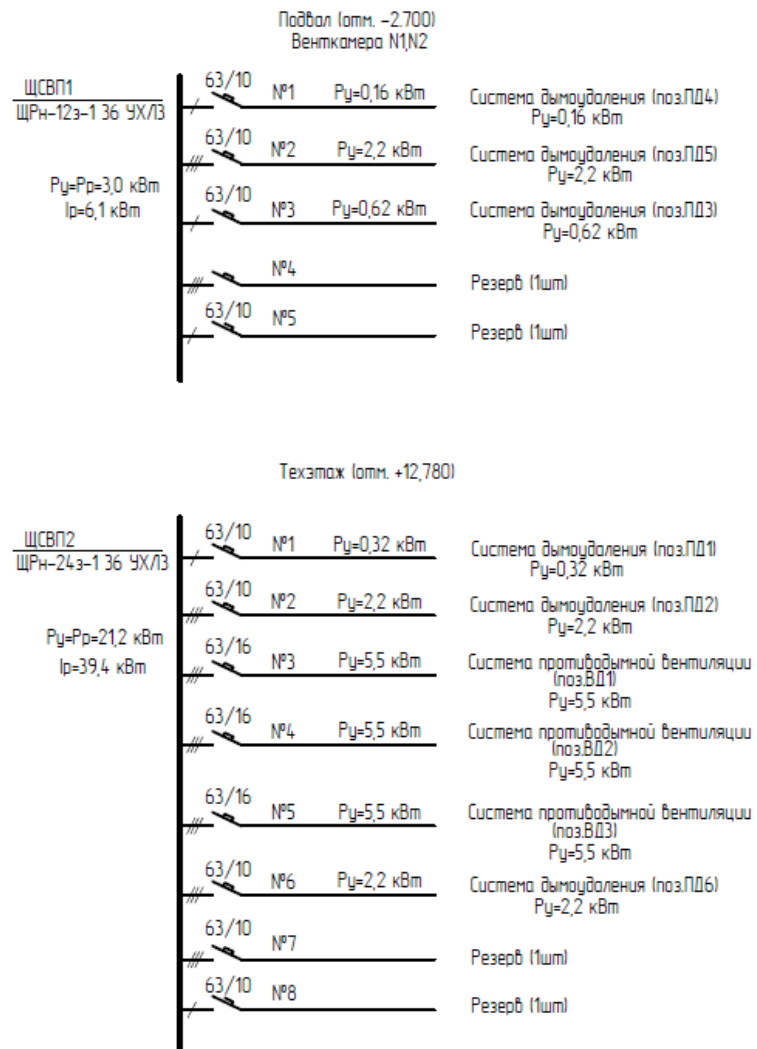 Подвал (отм. -2.700)
Венткамера N1,N2
ЩСВП1
ЩРн-12з-1 36 УХЛ3
Ру=Рр=3,0 кВт
Iр=6,1 кВт
63/10 №1 Ру=0,16 кВт
Система дымоудаления (поз.ПД4)
Ру=0,16 кВт
63/10 №2 Ру=2,2 кВт
Система дымоудаления (поз.ПД5)
Ру=2,2 кВт
63/10 №3 Ру=0,62 кВт
Система дымоудаления (поз.ПД3)
Ру=0,62 кВт
№4 Резерв (1шт)
63/10 №5 Резерв (1шт)
Техэтаж (отм. +12,780)
ЩСВП2
ЩРн-24з-1 36 УХЛ3
Ру=Рр=21,2 кВт
Iр=39,4 кВт
63/10 №1 Ру=0,32 кВт
Система дымоудаления (поз.ПД1)
Ру=0,32 кВт
63/10 №2 Ру=2,2 кВт
Система дымоудаления (поз.ПД2)
Ру=2,2 кВт
63/16 №3 Ру=5,5 кВт
Система противодымной вентиляции
(поз.ВД1)
Ру=5,5 кВт
63/16 №4 Ру=5,5 кВт
Система противодымной вентиляции
(поз.ВД2)
Ру=5,5 кВт
63/16 №5 Ру=5,5 кВт
Система противодымной вентиляции
(поз.ВД3)
Ру=5,5 кВт
63/10 №6 Ру=2,2 кВт
Система дымоудаления (поз.ПД6)
Ру=2,2 кВт
63/10 №7 Резерв (1шт)
63/10 №8 Резерв (1шт)